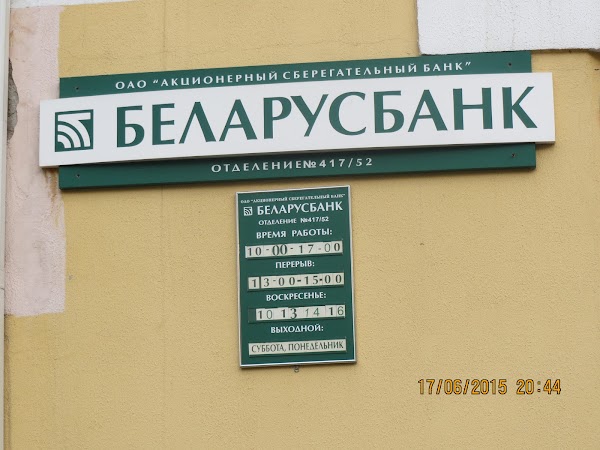 ОАО "АКЦИОНЕРНЫЙ СБЕРЕГАТЕЛЬНЫЙ БАНК"
БЕЛАРУСБАНК
ОТДЕЛЕНИЕ №417/52
ОАО "АКЦИОНЕРНЫЙ СБЕРЕГАТЕЛЬНЫЙ БАНК"
БЕЛАРУСБАНК
ОТДЕЛЕНИЕ №417/52
ВРЕМЯ РАБОТЫ:
10-00-17-00
ПЕРЕРЫВ:
13-00-15-00
ВОСКРЕСЕНЬЕ:
10 13 14 16
ВЫХОДНОЙ:
СУББОТА, ПОНЕДЕЛЬНИК
17/06/2015 20:44